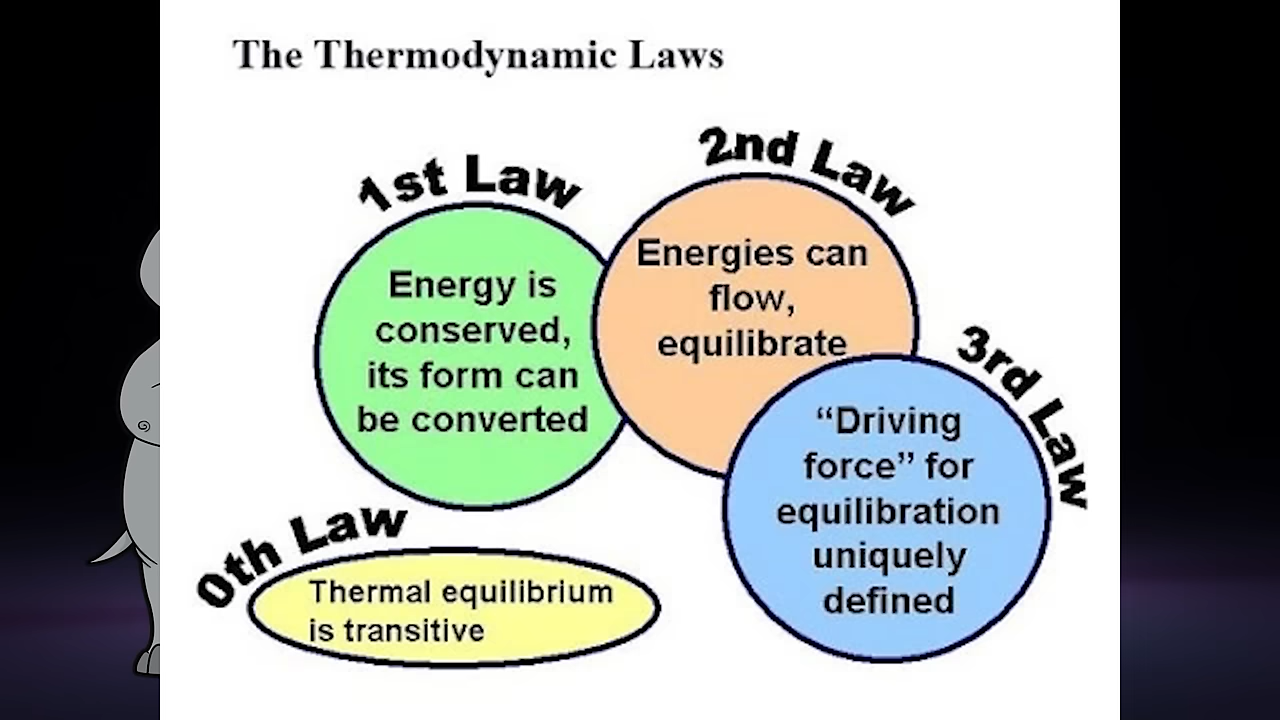 The Thermodynamic Laws
1st Law
Energy is
conserved,
its form can
be converted
2nd Law
Energies can
flow,
equilibrate
3rd Law
“Driving
force” for
equilibration
uniquely
defined
0th Law
Thermal equilibrium
is transitive